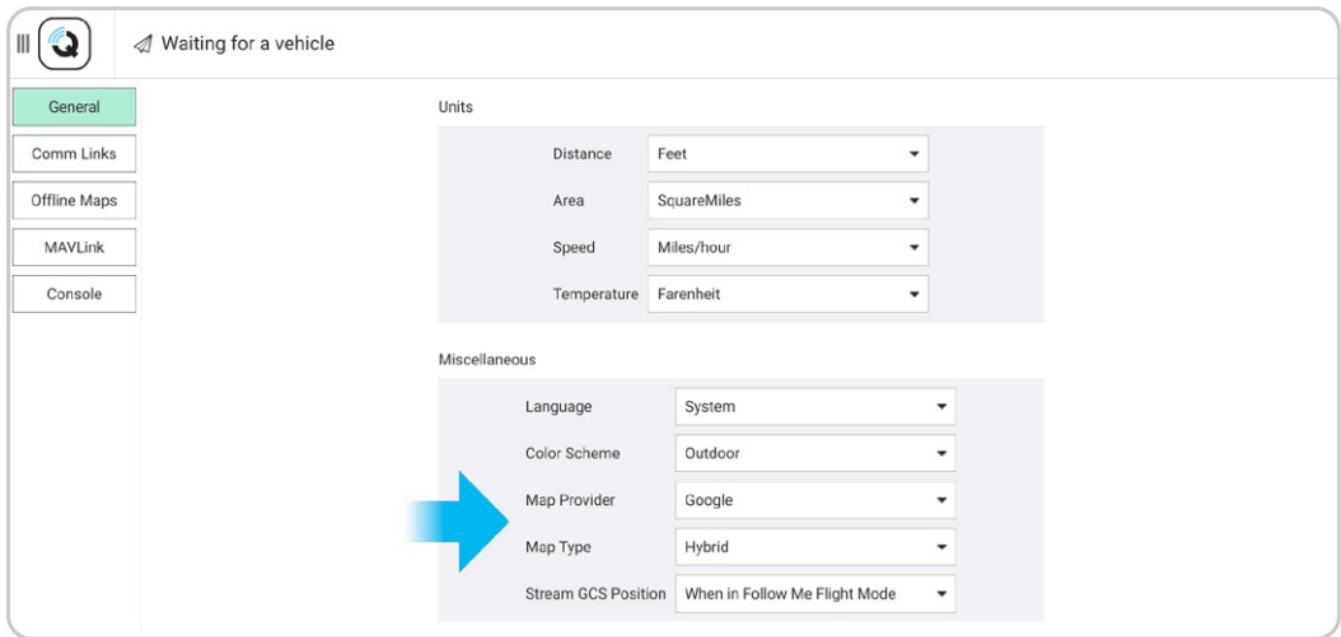 Waiting for a vehicle
General
Comm Links
Offline Maps
MAVLink
Console
Units
Distance Feet
Area SquareMiles
Speed Miles/hour
Temperature Farenheit
Miscellaneous
Language System
Color Scheme Outdoor
Map Provider Google
Map Type Hybrid
Stream GCS Position When in Follow Me Flight Mode